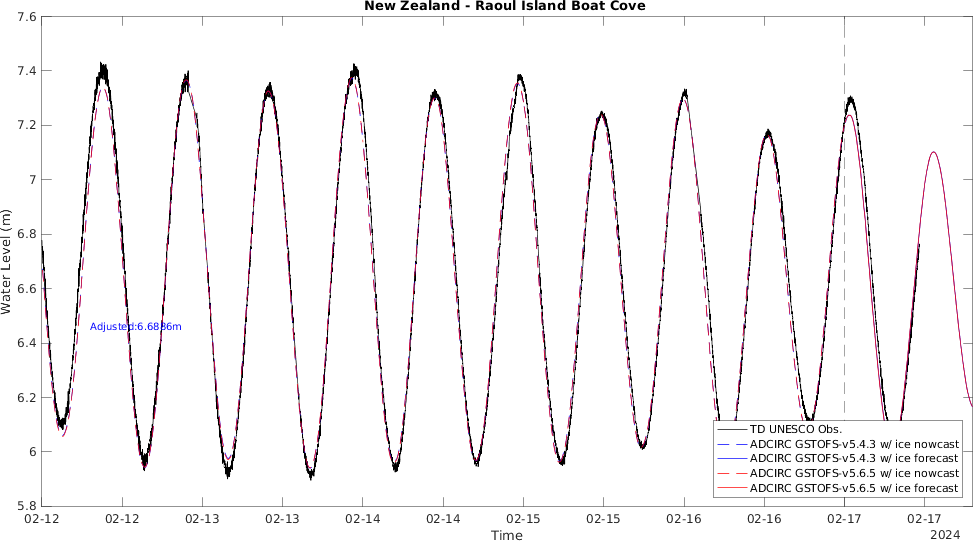 New Zealand - Raoul Island Boat Cove
7.6
7.4
7.2
7
6.8
6.6
6.4
6.2
6
5.8
Water Level (m)
Adjusted:6.6886m
TD UNESCO Obs.
ADCIRC GSTOFS-v5.4.3 w/ ice nowcast
ADCIRC GSTOFS-v5.4.3 w/ ice forecast
ADCIRC GSTOFS-v5.6.5 w/ ice nowcast
ADCIRC GSTOFS-v5.6.5 w/ ice forecast
02-12 02-12 02-13 02-13 02-14 02-14 02-15 02-15 02-16 02-16 02-17 02-17
Time
2024